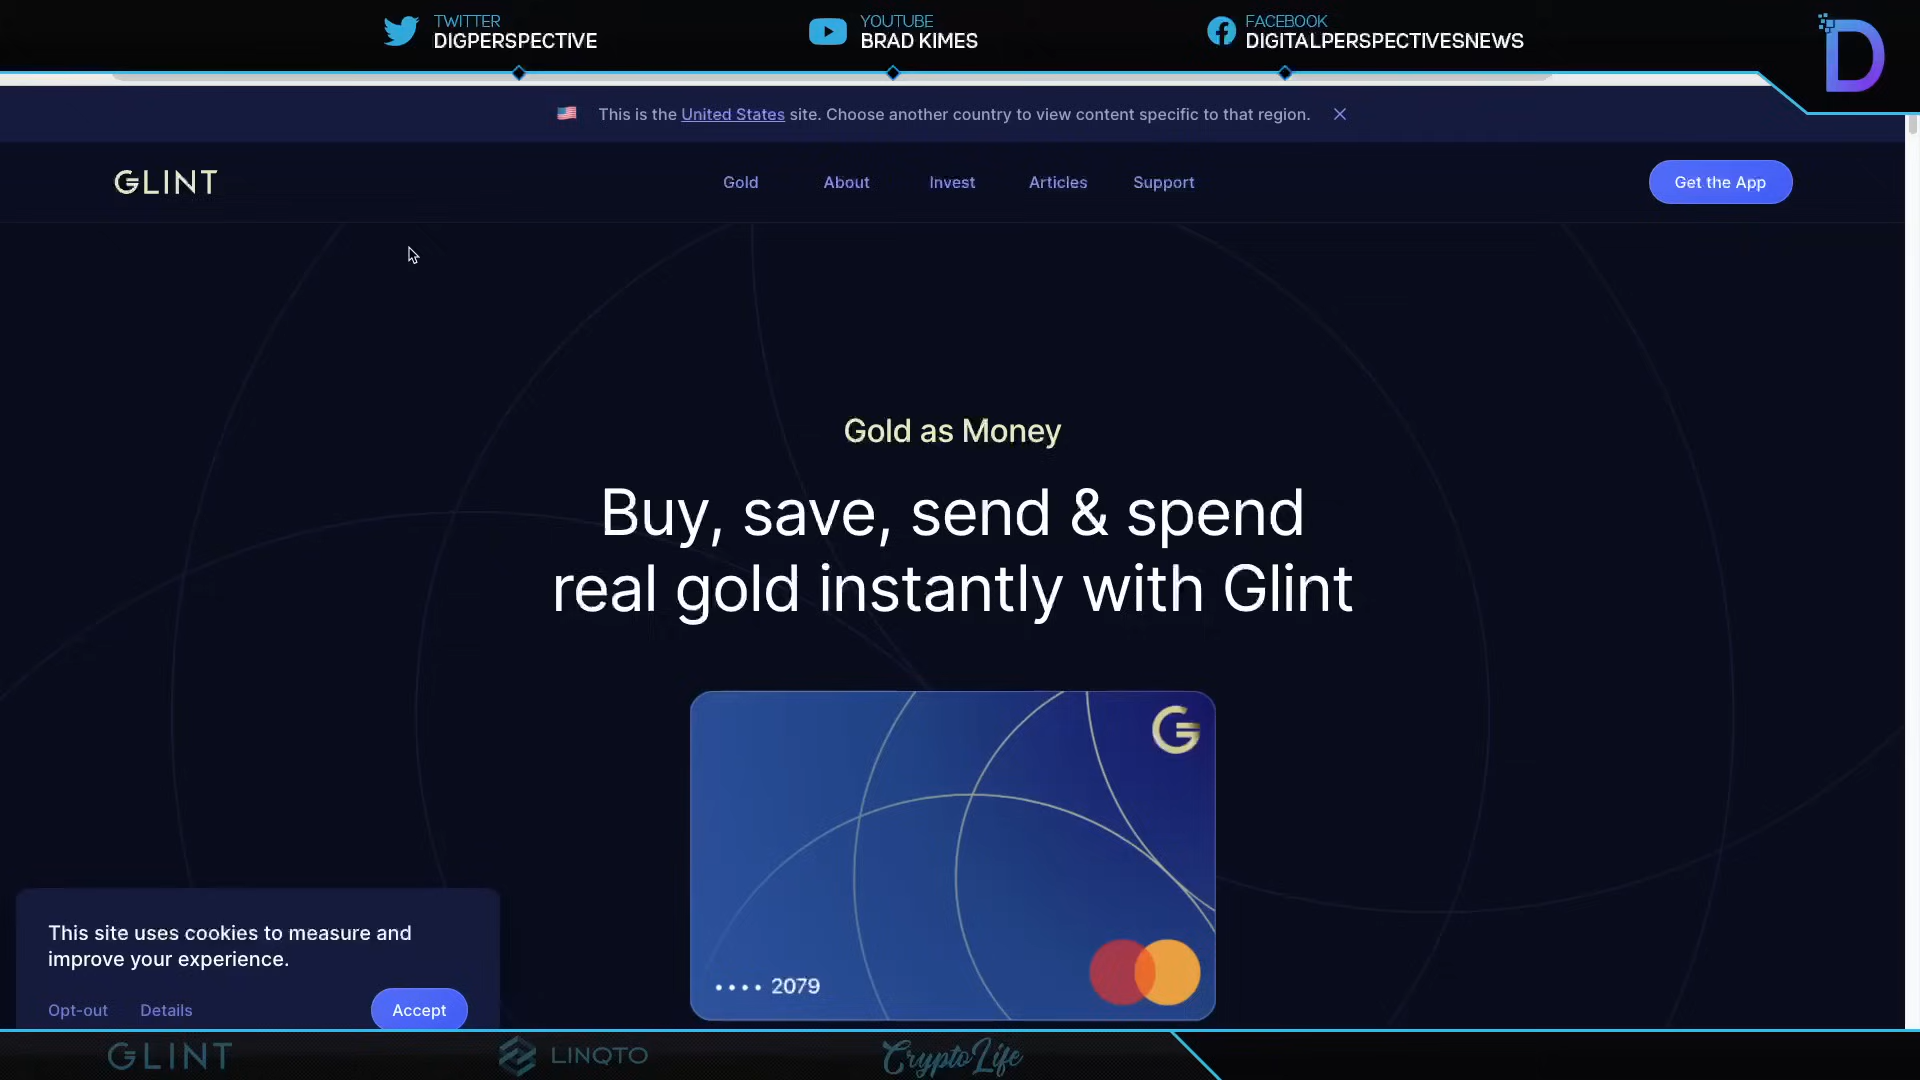 TWITTER
DIGPERSPECTIVE
YOUTUBE
BRAD KIMES
FACEBOOK
DIGITALPERSPECTIVESNEWS
D
This is the United States site. Choose another country to view content specific to that region.
GLINT
Gold
About
Invest
Articles
Support
Get the App
Gold as Money
Buy, save, send & spend
real gold instantly with Glint
G
•••• 2079
This site uses cookies to measure and
improve your experience.
Opt-out
Details
Accept
GLINT
LINQTO
CryptoLife